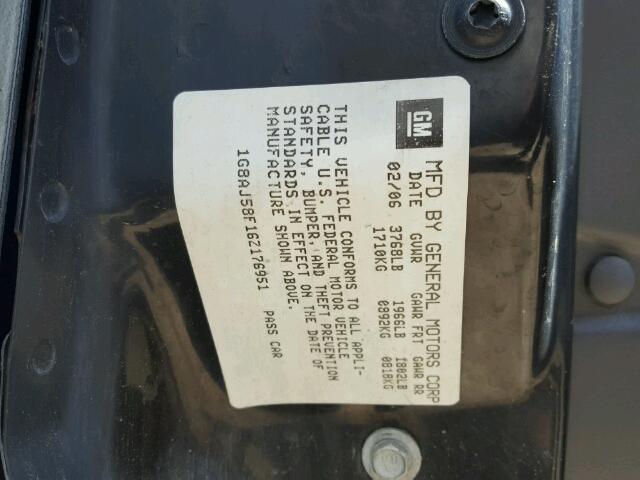 GM MFD BY GENERAL MOTORS CORP
DATE GVWR GAWR FRT GAWR RR
02/06 3768LB 1966LB 1802LB
1710KG 0892KG 0818KG
THIS VEHICLE CONFORMS TO ALL APPLI-
CABLE U.S. FEDERAL MOTOR VEHICLE
SAFETY, BUMPER, AND THEFT PREVENTION
STANDARDS IN EFFECT ON THE DATE OF
MANUFACTURE SHOWN ABOVE.
1G8AJ58F16Z176951 PASS CAR